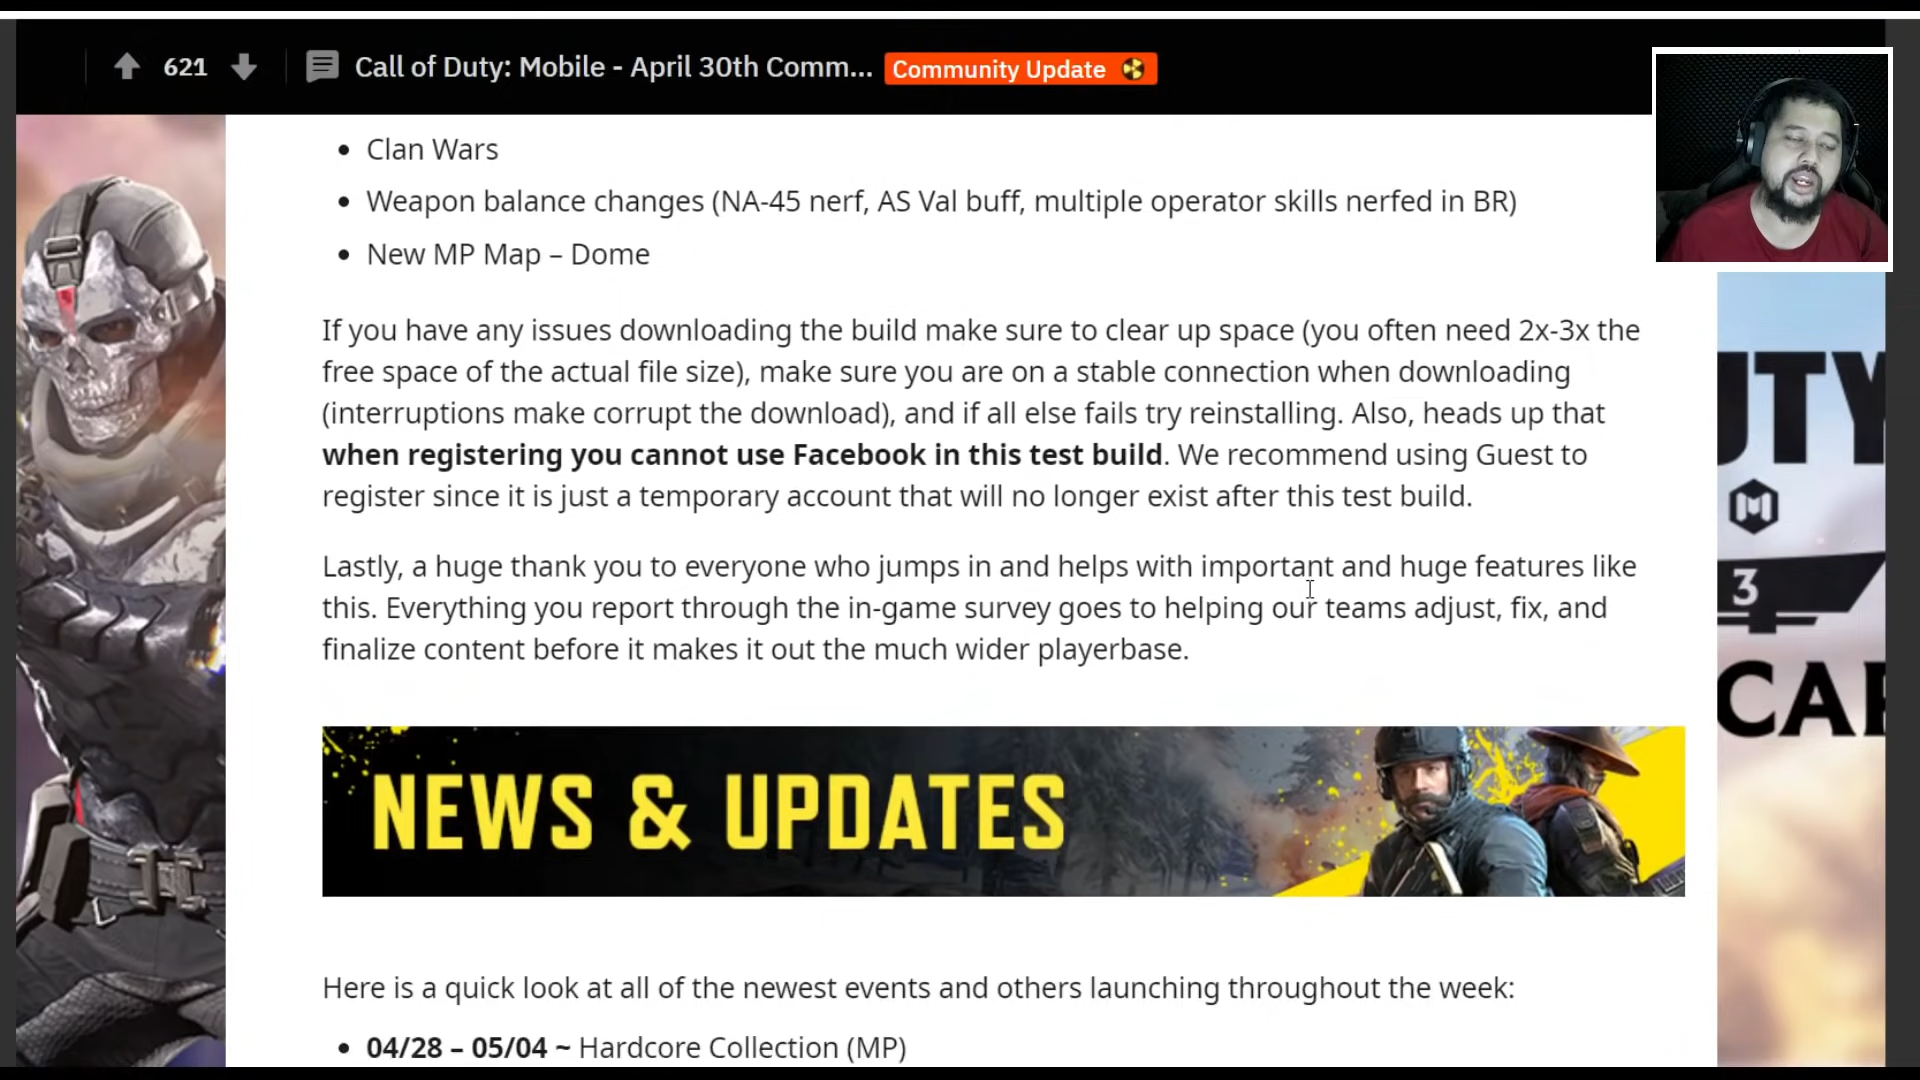 621
Call of Duty: Mobile - April 30th Comm...
Community Update
• Clan Wars
• Weapon balance changes (NA-45 nerf, AS Val buff, multiple operator skills nerfed in BR)
• New MP Map – Dome
If you have any issues downloading the build make sure to clear up space (you often need 2x-3x the
free space of the actual file size), make sure you are on a stable connection when downloading
(interruptions make corrupt the download), and if all else fails try reinstalling. Also, heads up that
when registering you cannot use Facebook in this test build. We recommend using Guest to
register since it is just a temporary account that will no longer exist after this test build.
Lastly, a huge thank you to everyone who jumps in and helps with important and huge features like
this. Everything you report through the in-game survey goes to helping our teams adjust, fix, and
finalize content before it makes it out the much wider playerbase.
NEWS & UPDATES
Here is a quick look at all of the newest events and others launching throughout the week:
• 04/28 – 05/04 ~ Hardcore Collection (MP)
UTY
3
CA